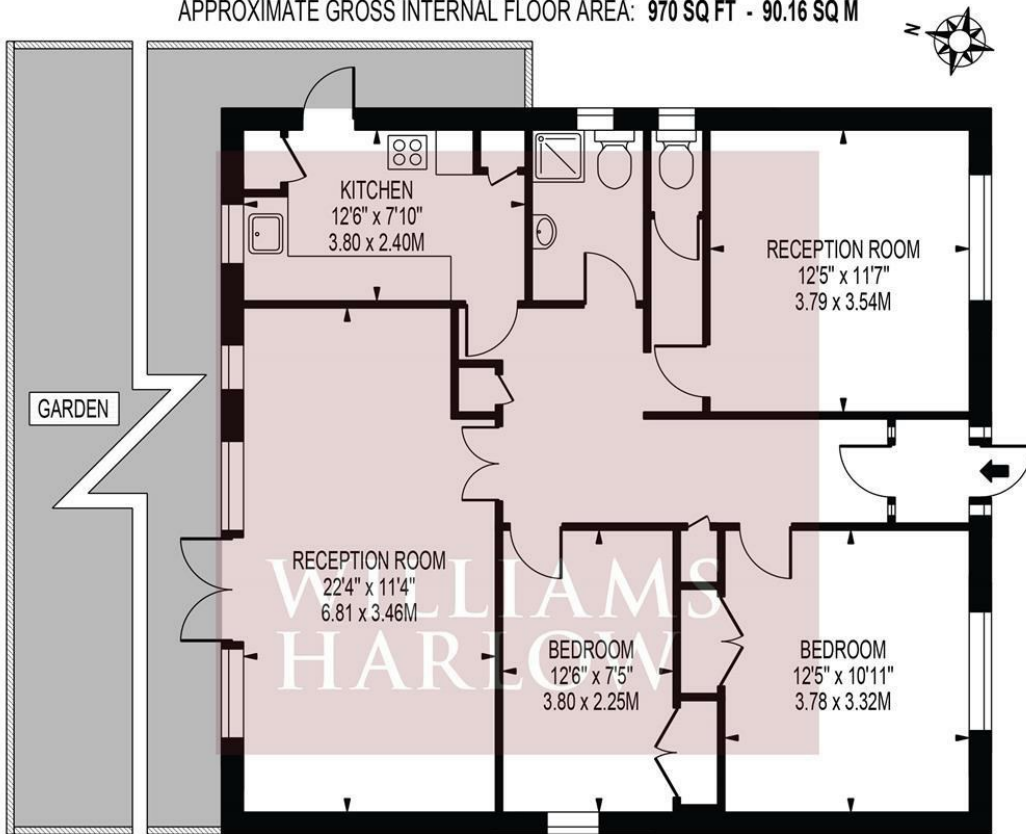 APPROXIMATE GROSS INTERNAL FLOOR AREA: 970 SQ FT - 90.16 SQ M
N
KITCHEN
12'6" x 7'10"
3.80 x 2.40M
RECEPTION ROOM
12'5" x 11'7"
3.79 x 3.54M
GARDEN
RECEPTION ROOM
22'4" x 11'4"
6.81 x 3.46M
WILLIAMS
HARLOW
BEDROOM
12'6" x 7'5"
3.80 x 2.25M
BEDROOM
12'5" x 10'11"
3.78 x 3.32M